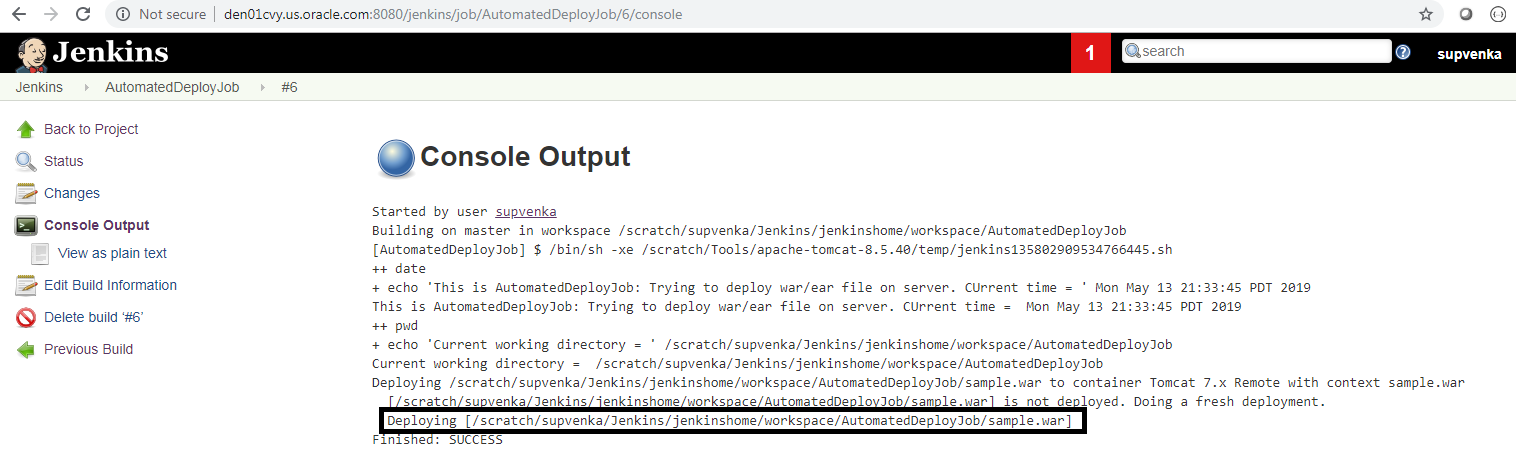 Not secure | den01cvy.us.oracle.com:8080/jenkins/job/AutomatedDeployJob/6/console
Jenkins
1
search
supvenka
Jenkins AutomatedDeployJob #6
Back to Project
Status
Changes
Console Output
View as plain text
Edit Build Information
Delete build ‘#6’
Previous Build
Console Output
Started by user supvenka
Building on master in workspace /scratch/supvenka/Jenkins/jenkinshome/workspace/AutomatedDeployJob
[AutomatedDeployJob] $ /bin/sh -xe /scratch/Tools/apache-tomcat-8.5.40/temp/jenkins135802909534766445.sh
++ date
+ echo 'This is AutomatedDeployJob: Trying to deploy war/ear file on server. CUrrent time = ' Mon May 13 21:33:45 PDT 2019
This is AutomatedDeployJob: Trying to deploy war/ear file on server. CUrrent time =  Mon May 13 21:33:45 PDT 2019
++ pwd
+ echo 'Current working directory = ' /scratch/supvenka/Jenkins/jenkinshome/workspace/AutomatedDeployJob
Current working directory =  /scratch/supvenka/Jenkins/jenkinshome/workspace/AutomatedDeployJob
Deploying /scratch/supvenka/Jenkins/jenkinshome/workspace/AutomatedDeployJob/sample.war to container Tomcat 7.x Remote with context sample.war
[/scratch/supvenka/Jenkins/jenkinshome/workspace/AutomatedDeployJob/sample.war] is not deployed. Doing a fresh deployment.
Deploying [/scratch/supvenka/Jenkins/jenkinshome/workspace/AutomatedDeployJob/sample.war]
Finished: SUCCESS